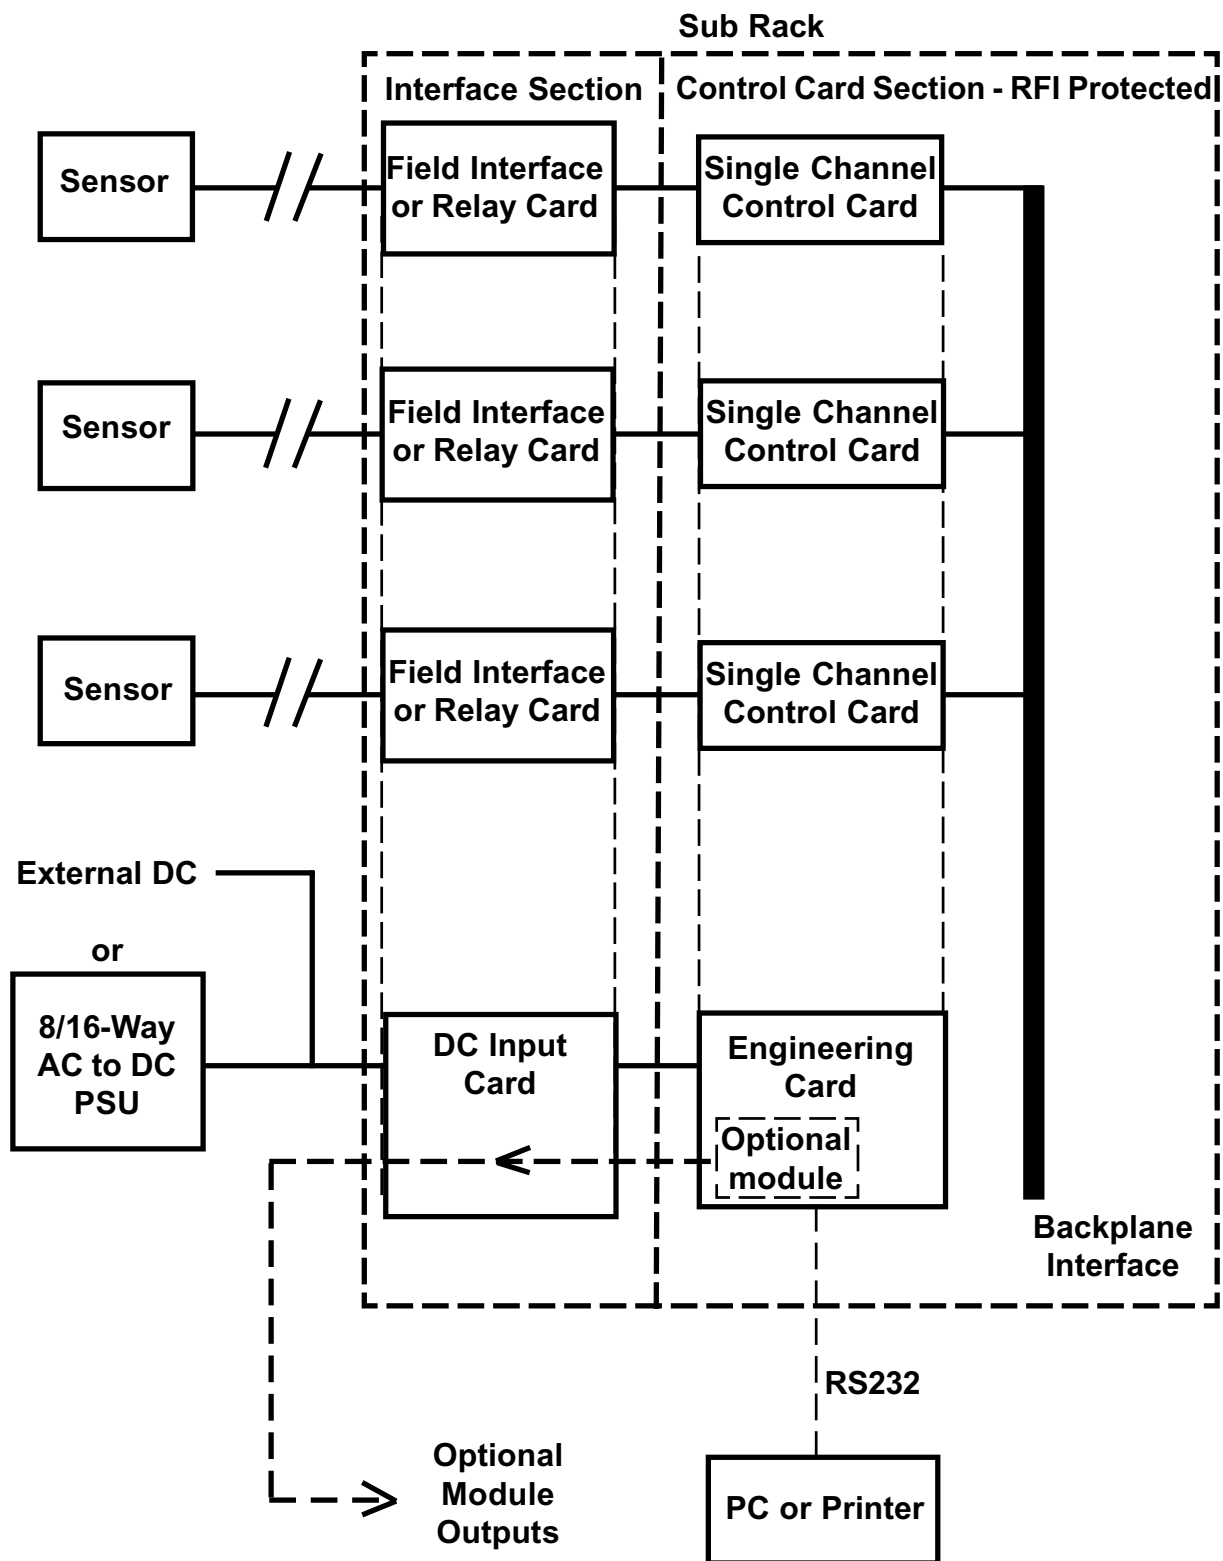 Sub Rack
Interface Section
Control Card Section - RFI Protected
Sensor
Field Interface
or Relay Card
Single Channel
Control Card
Sensor
Field Interface
or Relay Card
Single Channel
Control Card
Sensor
Field Interface
or Relay Card
Single Channel
Control Card
External DC
or
8/16-Way
AC to DC
PSU
DC Input
Card
Engineering
Card
Optional
module
Backplane
Interface
RS232
Optional
Module
Outputs
PC or Printer